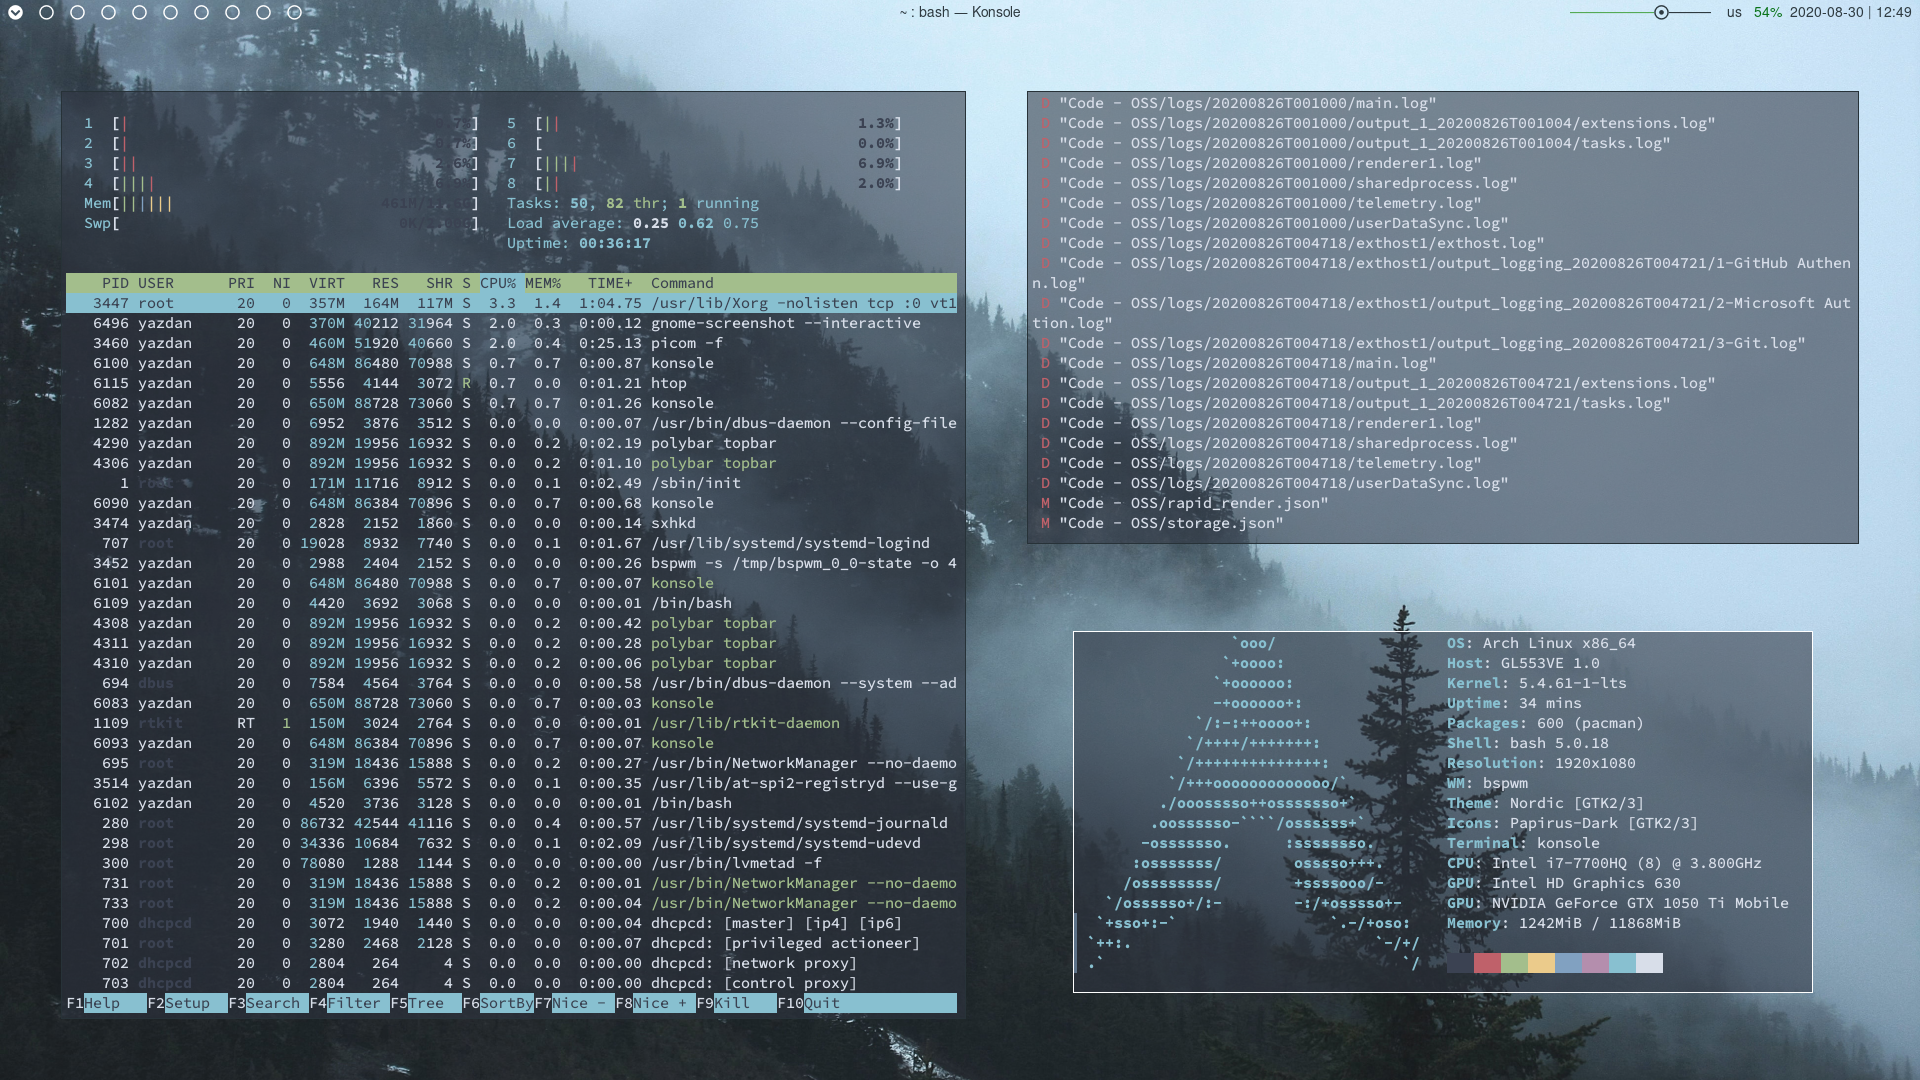 ~ : bash — Konsole
us 54% 2020-08-30 | 12:49
1 [| ] 5 [|| 1.3%]
2 [| ] 6 [ 0.0%]
3 [|| ] 7 [|||| 6.9%]
4 [|||| ] 8 [|| 2.0%]
Mem[|||||| ] Tasks: 50, 82 thr; 1 running
Swp[ ] Load average: 0.25 0.62 0.75
Uptime: 00:36:17
PID USER PRI NI VIRT RES SHR S CPU% MEM% TIME+ Command
3447 root 20 0 357M 164M 117M S 3.3 1.4 1:04.75 /usr/lib/Xorg -nolisten tcp :0 vt1
6496 yazdan 20 0 370M 40212 31964 S 2.0 0.3 0:00.12 gnome-screenshot --interactive
3460 yazdan 20 0 460M 51920 40660 S 2.0 0.4 0:25.13 picom -f
6100 yazdan 20 0 648M 86480 70988 S 0.7 0.7 0:00.87 konsole
6115 yazdan 20 0 5556 4144 3072 R 0.7 0.0 0:01.21 htop
6082 yazdan 20 0 650M 88728 73060 S 0.7 0.7 0:01.26 konsole
1282 yazdan 20 0 6952 3876 3512 S 0.0 0.0 0:00.07 /usr/bin/dbus-daemon --config-file
4290 yazdan 20 0 892M 19956 16932 S 0.0 0.2 0:02.19 polybar topbar
4306 yazdan 20 0 892M 19956 16932 S 0.0 0.2 0:01.10 polybar topbar
1 root 20 0 171M 11716 8912 S 0.0 0.1 0:02.49 /sbin/init
6090 yazdan 20 0 648M 86384 70896 S 0.0 0.7 0:00.68 konsole
3474 yazdan 20 0 2828 2152 1860 S 0.0 0.0 0:00.14 sxhkd
707 root 20 0 19028 8932 7740 S 0.0 0.1 0:01.67 /usr/lib/systemd/systemd-logind
3452 yazdan 20 0 2988 2404 2152 S 0.0 0.0 0:00.26 bspwm -s /tmp/bspwm_0_0-state -o 4
6101 yazdan 20 0 648M 86480 70988 S 0.0 0.7 0:00.07 konsole
6109 yazdan 20 0 4420 3692 3068 S 0.0 0.0 0:00.01 /bin/bash
4308 yazdan 20 0 892M 19956 16932 S 0.0 0.2 0:00.42 polybar topbar
4311 yazdan 20 0 892M 19956 16932 S 0.0 0.2 0:00.28 polybar topbar
4310 yazdan 20 0 892M 19956 16932 S 0.0 0.2 0:00.06 polybar topbar
694 dbus 20 0 7584 4564 3764 S 0.0 0.0 0:00.58 /usr/bin/dbus-daemon --system --ad
6083 yazdan 20 0 650M 88728 73060 S 0.0 0.7 0:00.03 konsole
1109 rtkit RT 1 150M 3024 2764 S 0.0 0.0 0:00.01 /usr/lib/rtkit-daemon
6093 yazdan 20 0 648M 86384 70896 S 0.0 0.7 0:00.07 konsole
695 root 20 0 319M 18436 15888 S 0.0 0.2 0:00.27 /usr/bin/NetworkManager --no-daemo
3514 yazdan 20 0 156M 6396 5572 S 0.0 0.1 0:00.35 /usr/lib/at-spi2-registryd --use-g
6102 yazdan 20 0 4520 3736 3128 S 0.0 0.0 0:00.01 /bin/bash
280 root 20 0 86732 42544 41116 S 0.0 0.4 0:00.57 /usr/lib/systemd/systemd-journald
298 root 20 0 34336 10684 7632 S 0.0 0.1 0:02.09 /usr/lib/systemd/systemd-udevd
300 root 20 0 78080 1288 1144 S 0.0 0.0 0:00.00 /usr/bin/lvmetad -f
731 root 20 0 319M 18436 15888 S 0.0 0.2 0:00.01 /usr/bin/NetworkManager --no-daemo
733 root 20 0 319M 18436 15888 S 0.0 0.2 0:00.04 /usr/bin/NetworkManager --no-daemo
700 dhcpcd 20 0 3072 1940 1440 S 0.0 0.0 0:00.04 dhcpcd: [master] [ip4] [ip6]
701 root 20 0 3280 2468 2128 S 0.0 0.0 0:00.07 dhcpcd: [privileged actioneer]
702 dhcpcd 20 0 2804 264 4 S 0.0 0.0 0:00.00 dhcpcd: [network proxy]
703 dhcpcd 20 0 2804 264 4 S 0.0 0.0 0:00.00 dhcpcd: [control proxy]
F1Help F2Setup F3Search F4Filter F5Tree F6SortBy F7Nice - F8Nice + F9Kill F10Quit
D "Code - OSS/logs/20200826T001000/main.log"
D "Code - OSS/logs/20200826T001000/output_1_20200826T001004/extensions.log"
D "Code - OSS/logs/20200826T001000/output_1_20200826T001004/tasks.log"
D "Code - OSS/logs/20200826T001000/renderer1.log"
D "Code - OSS/logs/20200826T001000/sharedprocess.log"
D "Code - OSS/logs/20200826T001000/telemetry.log"
D "Code - OSS/logs/20200826T001000/userDataSync.log"
D "Code - OSS/logs/20200826T004718/exthost1/exthost.log"
D "Code - OSS/logs/20200826T004718/exthost1/output_logging_20200826T004721/1-GitHub Authen
n.log"
D "Code - OSS/logs/20200826T004718/exthost1/output_logging_20200826T004721/2-Microsoft Aut
tion.log"
D "Code - OSS/logs/20200826T004718/exthost1/output_logging_20200826T004721/3-Git.log"
D "Code - OSS/logs/20200826T004718/main.log"
D "Code - OSS/logs/20200826T004718/output_1_20200826T004721/extensions.log"
D "Code - OSS/logs/20200826T004718/output_1_20200826T004721/tasks.log"
D "Code - OSS/logs/20200826T004718/renderer1.log"
D "Code - OSS/logs/20200826T004718/sharedprocess.log"
D "Code - OSS/logs/20200826T004718/telemetry.log"
D "Code - OSS/logs/20200826T004718/userDataSync.log"
M "Code - OSS/rapid_render.json"
M "Code - OSS/storage.json"
`ooo/ OS: Arch Linux x86_64
`+oooo: Host: GL553VE 1.0
`+oooooo: Kernel: 5.4.61-1-lts
-+oooooo+: Uptime: 34 mins
`/:-:++oooo+: Packages: 600 (pacman)
`/++++/+++++++: Shell: bash 5.0.18
`/++++++++++++++: Resolution: 1920x1080
`/+++ooooooooooooo/` WM: bspwm
./ooosssso++osssssso+` Theme: Nordic [GTK2/3]
.oossssso-````/ossssss+` Icons: Papirus-Dark [GTK2/3]
-osssssso. :ssssssso. Terminal: konsole
:osssssss/ osssso+++. CPU: Intel i7-7700HQ (8) @ 3.800GHz
/ossssssss/ +ssssooo/- GPU: Intel HD Graphics 630
`/ossssso+/:- -:/+osssso+- GPU: NVIDIA GeForce GTX 1050 Ti Mobile
`+sso+:-` `.-/+oso: Memory: 1242MiB / 11868MiB
`++:. `-/+/
.` `/